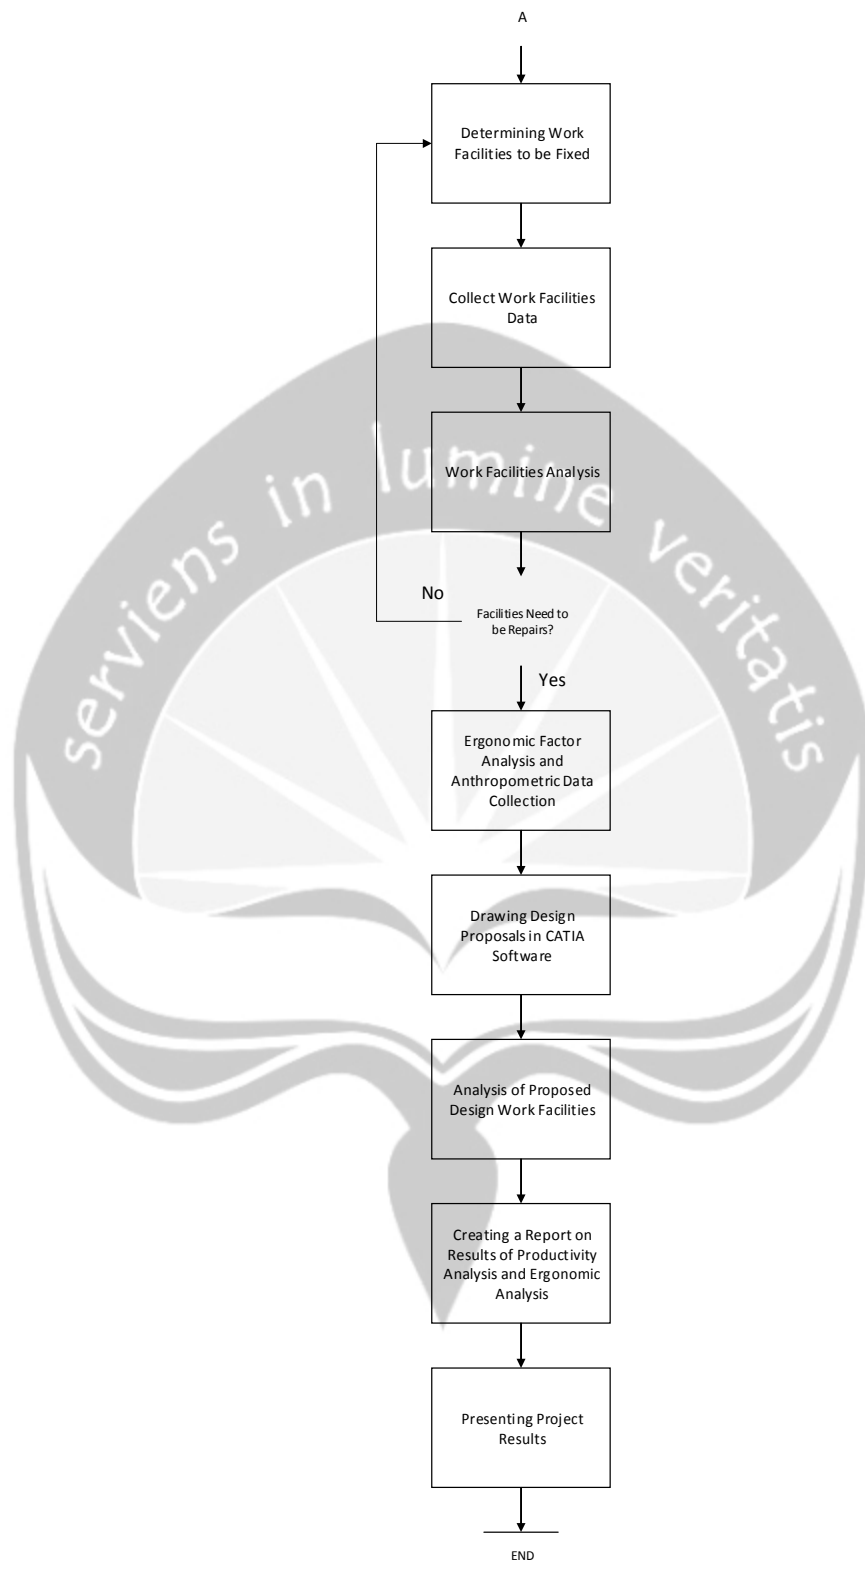 A
Determining Work
Facilities to be Fixed
Collect Work Facilities
Data
Work Facilities Analysis
No
Facilities Need to
be Repairs?
Yes
Ergonomic Factor
Analysis and
Anthropometric Data
Collection
Drawing Design
Proposals in CATIA
Software
Analysis of Proposed
Design Work Facilities
Creating a Report on
Results of Productivity
Analysis and Ergonomic
Analysis
Presenting Project
Results
END
serviens in lumine veritatis